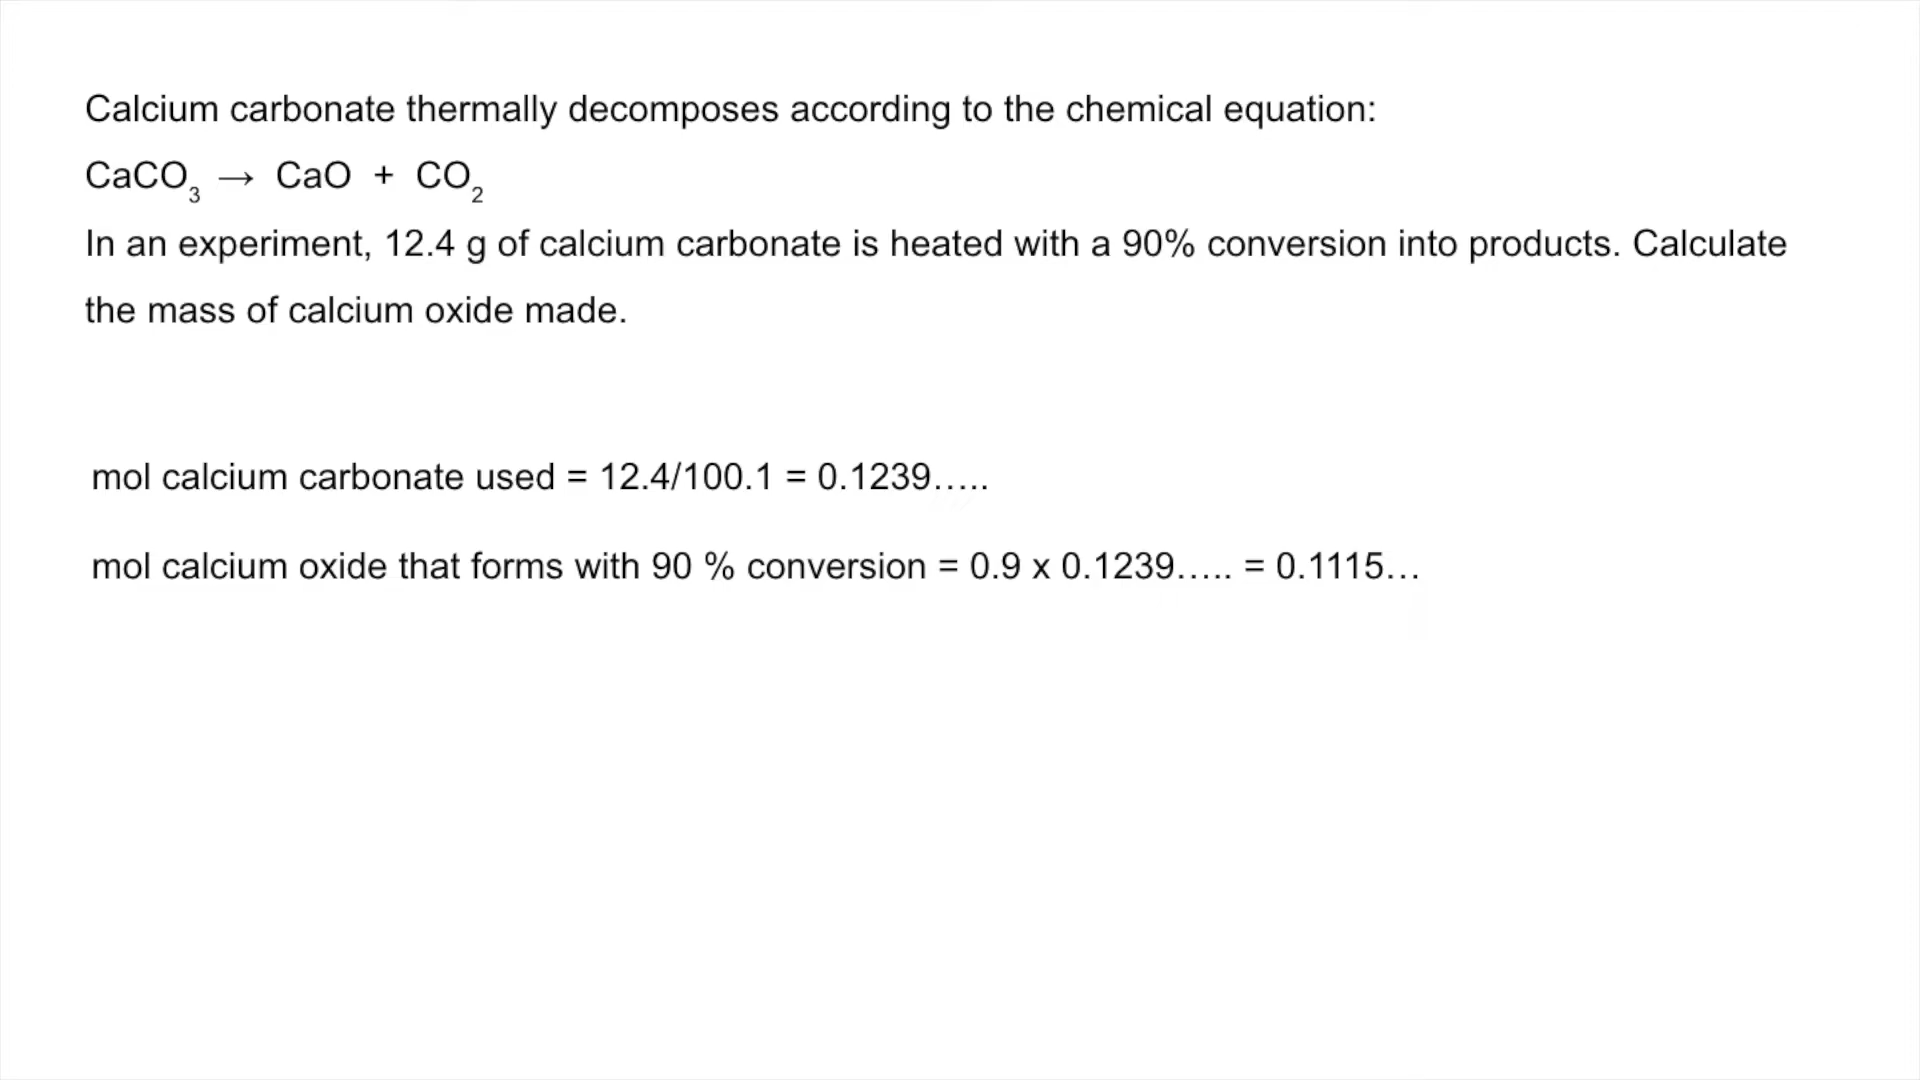 Calcium carbonate thermally decomposes according to the chemical equation:
CaCO₃ → CaO + CO₂
In an experiment, 12.4 g of calcium carbonate is heated with a 90% conversion into products. Calculate
the mass of calcium oxide made.
mol calcium carbonate used = 12.4/100.1 = 0.1239…..
mol calcium oxide that forms with 90 % conversion = 0.9 x 0.1239….. = 0.1115…